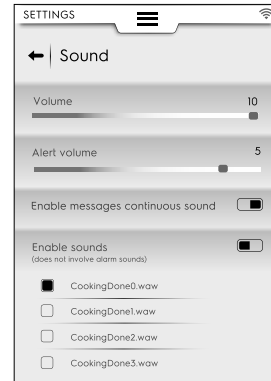 SETTINGS
Sound
Volume 10
Alert volume 5
Enable messages continuous sound
Enable sounds
(does not involve alarm sounds)
CookingDone0.waw
CookingDone1.waw
CookingDone2.waw
CookingDone3.waw